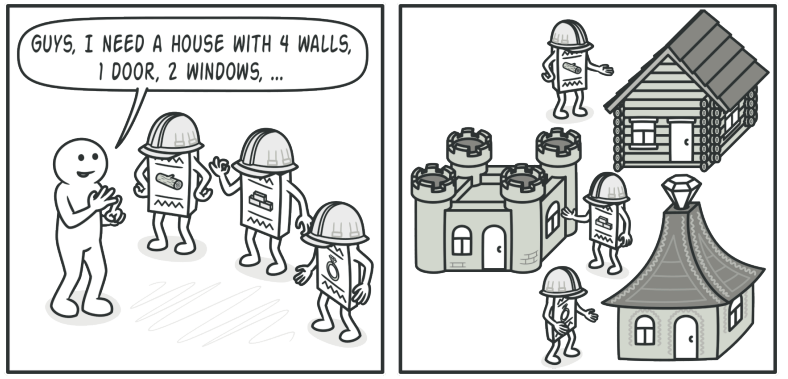 GUYS, I NEED A HOUSE WITH 4 WALLS,
1 DOOR, 2 WINDOWS, ...